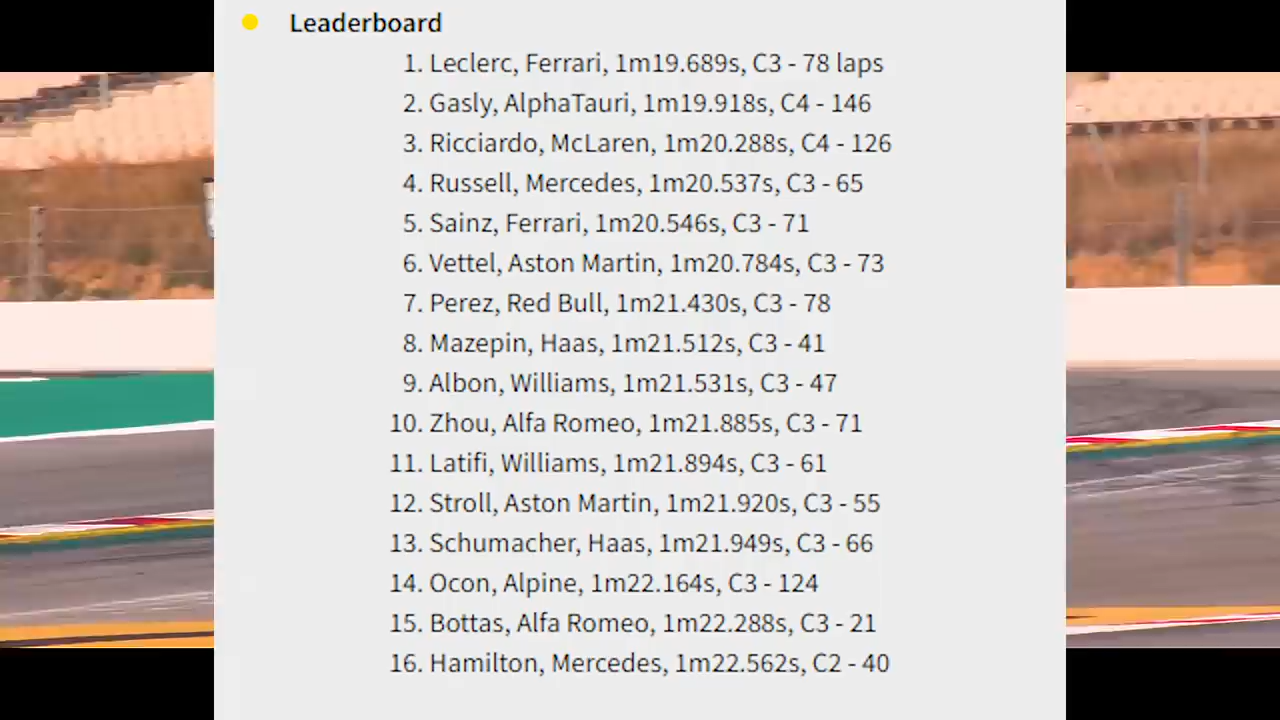 Leaderboard
1. Leclerc, Ferrari, 1m19.689s, C3 - 78 laps
2. Gasly, AlphaTauri, 1m19.918s, C4 - 146
3. Ricciardo, McLaren, 1m20.288s, C4 - 126
4. Russell, Mercedes, 1m20.537s, C3 - 65
5. Sainz, Ferrari, 1m20.546s, C3 - 71
6. Vettel, Aston Martin, 1m20.784s, C3 - 73
7. Perez, Red Bull, 1m21.430s, C3 - 78
8. Mazepin, Haas, 1m21.512s, C3 - 41
9. Albon, Williams, 1m21.531s, C3 - 47
10. Zhou, Alfa Romeo, 1m21.885s, C3 - 71
11. Latifi, Williams, 1m21.894s, C3 - 61
12. Stroll, Aston Martin, 1m21.920s, C3 - 55
13. Schumacher, Haas, 1m21.949s, C3 - 66
14. Ocon, Alpine, 1m22.164s, C3 - 124
15. Bottas, Alfa Romeo, 1m22.288s, C3 - 21
16. Hamilton, Mercedes, 1m22.562s, C2 - 40